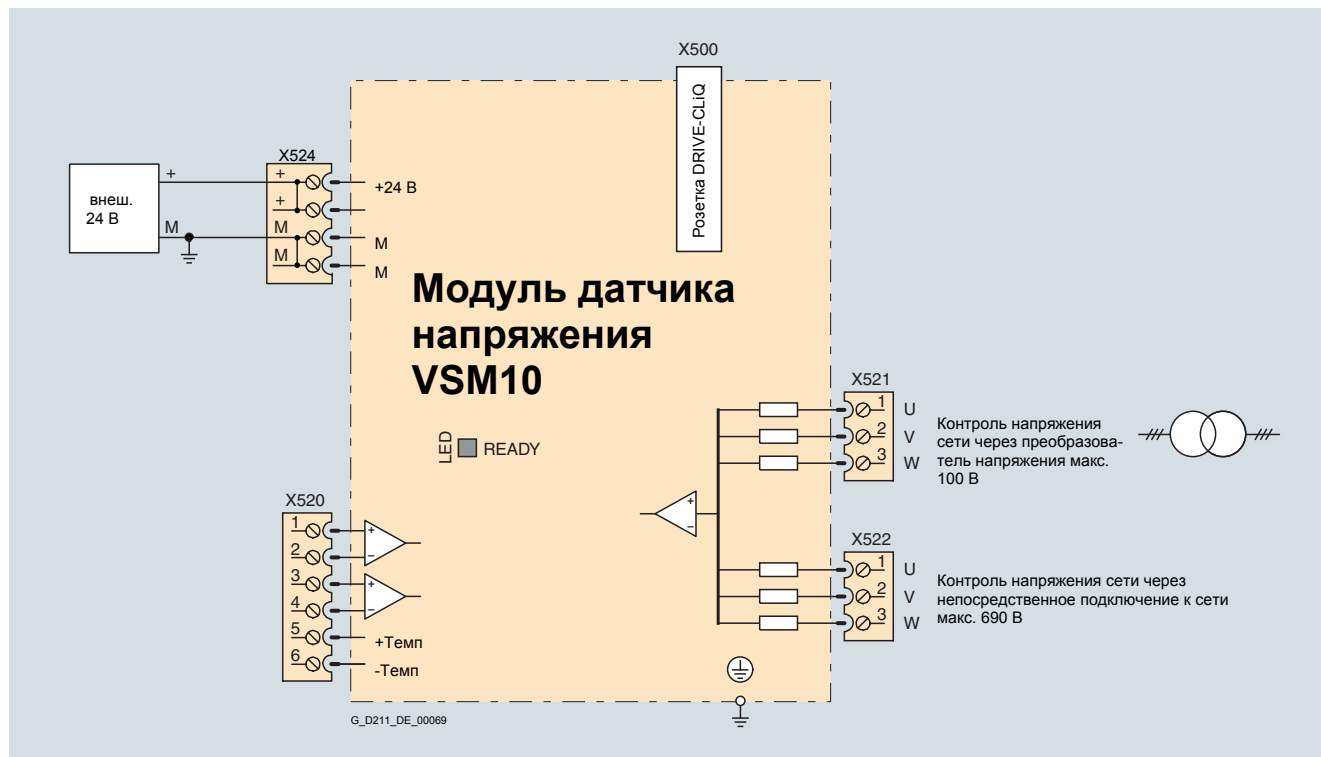 X500
Розетка DRIVE-CLiQ
X524
внеш.
24 В
+
M
+
+
M
M
+24 В
M
M
Модуль датчика
напряжения
VSM10
LED
READY
X520
1
2
3
4
5
6
+
−
+
−
+Темп
-Темп
+
−
X521
1 U
2 V
3 W
Контроль напряжения
сети через преобразова-
тель напряжения макс.
100 В
X522
1 U
2 V
3 W
Контроль напряжения сети через
непосредственное подключение к сети
макс. 690 В
G_D211_DE_00069